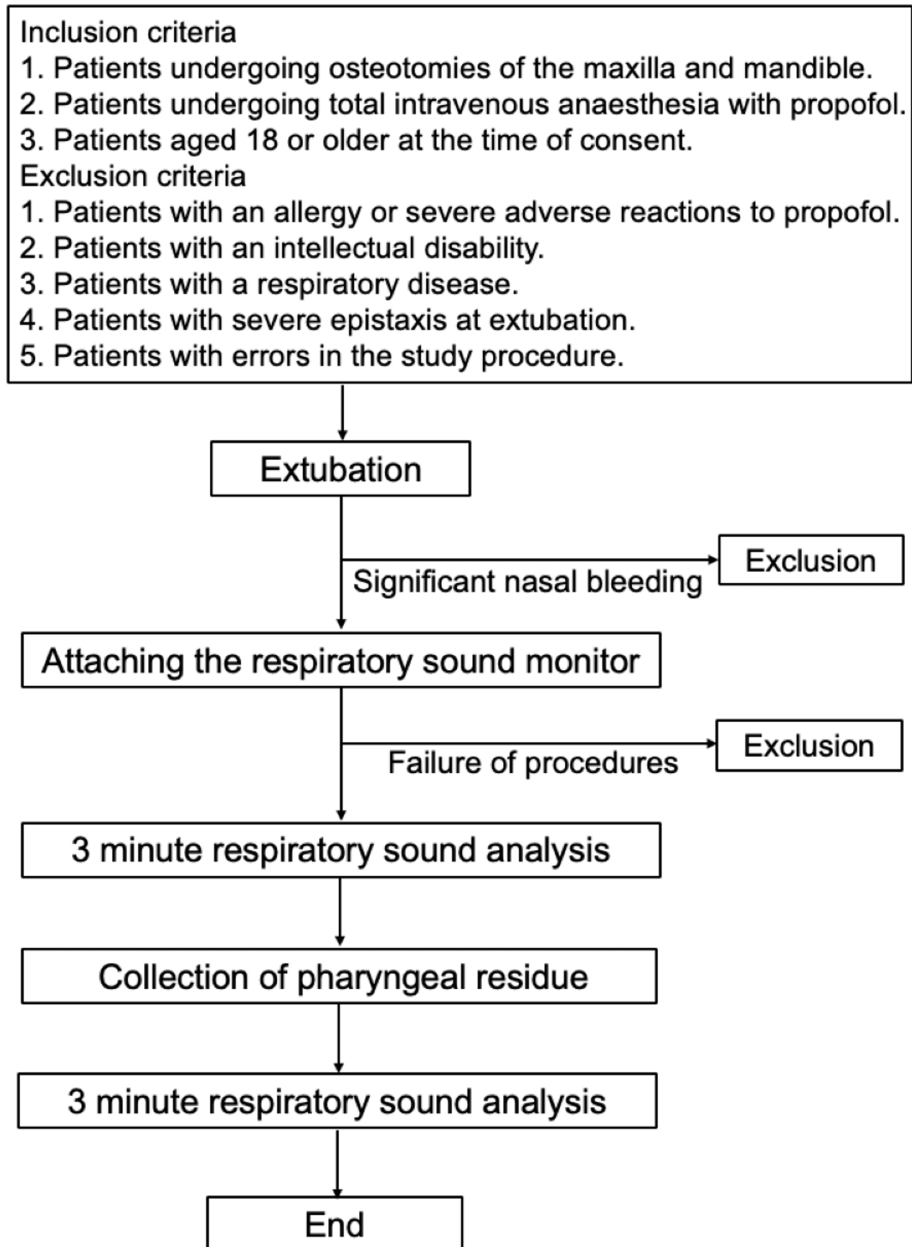 Inclusion criteria
1. Patients undergoing osteotomies of the maxilla and mandible.
2. Patients undergoing total intravenous anaesthesia with propofol.
3. Patients aged 18 or older at the time of consent.
Exclusion criteria
1. Patients with an allergy or severe adverse reactions to propofol.
2. Patients with an intellectual disability.
3. Patients with a respiratory disease.
4. Patients with severe epistaxis at extubation.
5. Patients with errors in the study procedure.
Extubation
Exclusion
Significant nasal bleeding
Attaching the respiratory sound monitor
Exclusion
Failure of procedures
3 minute respiratory sound analysis
Collection of pharyngeal residue
3 minute respiratory sound analysis
End